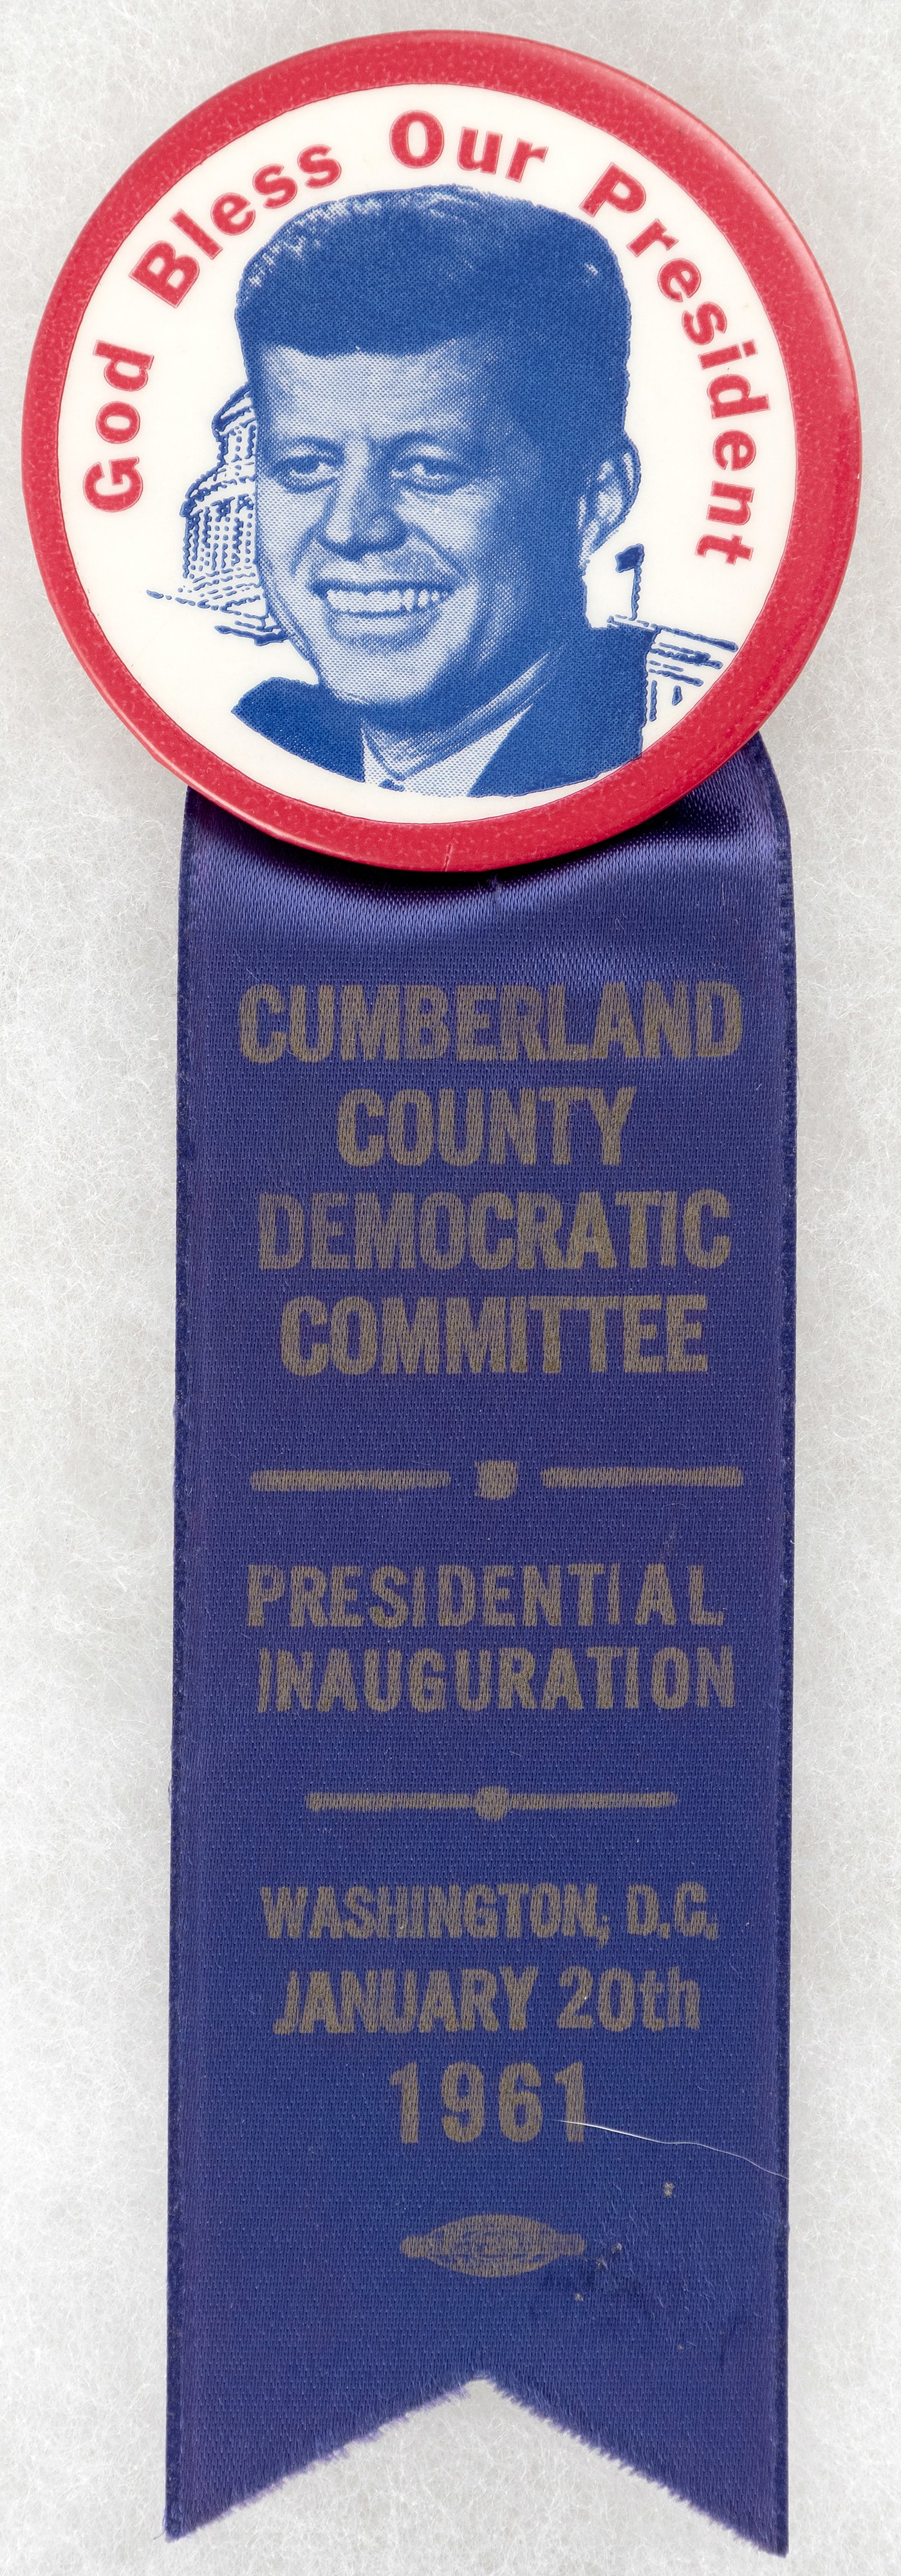 God Bless Our President
CUMBERLAND
COUNTY
DEMOCRATIC
COMMITTEE
PRESIDENTIAL
INAUGURATION
WASHINGTON, D.C.
JANUARY 20th
1961